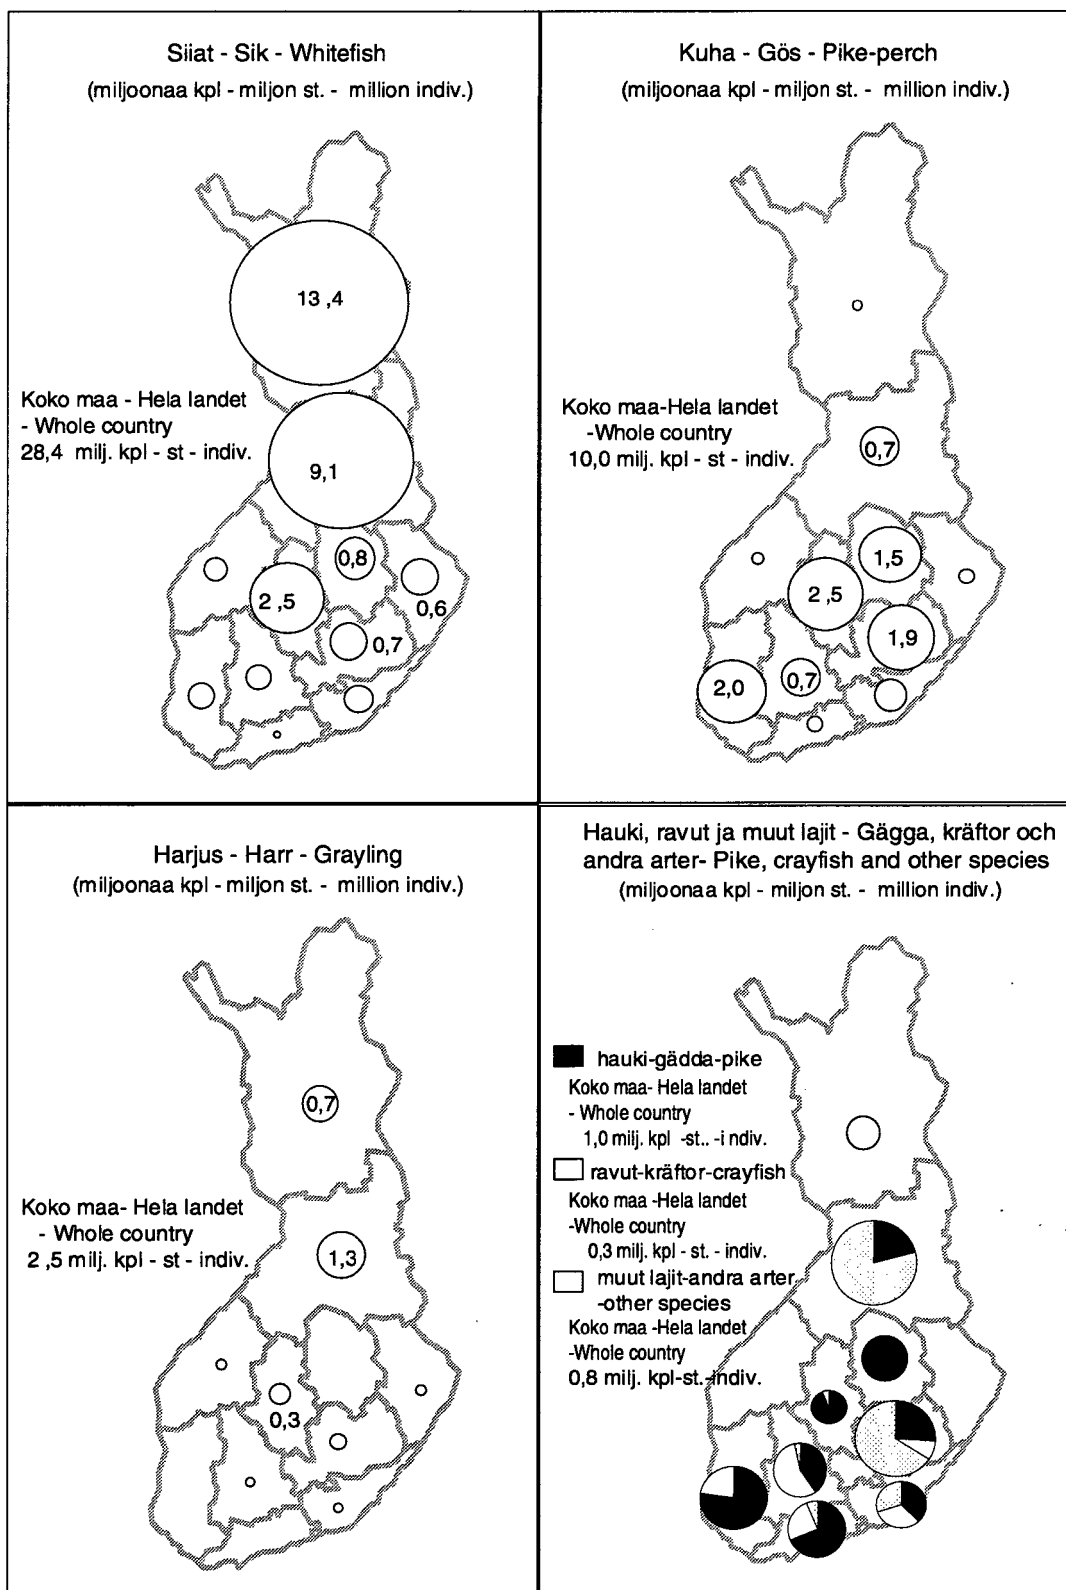 Siiat - Sik - Whitefish
(miljoonaa kpl - miljon st. - million indiv.)
13 ,4
Koko maa - Hela landet
- Whole country
28,4 milj. kpl - st - indiv.
9,1
0,8
2 ,5
0,6
0,7
Kuha - Gös - Pike-perch
(miljoonaa kpl - miljon st. - million indiv.)
Koko maa-Hela landet
-Whole country
10,0 milj. kpl - st - indiv.
0,7
1,5
2 ,5
1,9
2,0
0,7
Harjus - Harr - Grayling
(miljoonaa kpl - miljon st. - million indiv.)
0,7
Koko maa- Hela landet
- Whole country
2 ,5 milj. kpl - st - indiv.
1,3
0,3
Hauki, ravut ja muut lajit - Gägga, kräftor och
andra arter- Pike, crayfish and other species
(miljoonaa kpl - miljon st. - million indiv.)
hauki-gädda-pike
Koko maa- Hela landet
- Whole country
1,0 milj. kpl -st.. -i ndiv.
ravut-kräftor-crayfish
Koko maa -Hela landet
-Whole country
0,3 milj. kpl - st. - indiv.
muut lajit-andra arter
-other species
Koko maa -Hela landet
-Whole country
0,8 milj. kpl-st.-indiv.